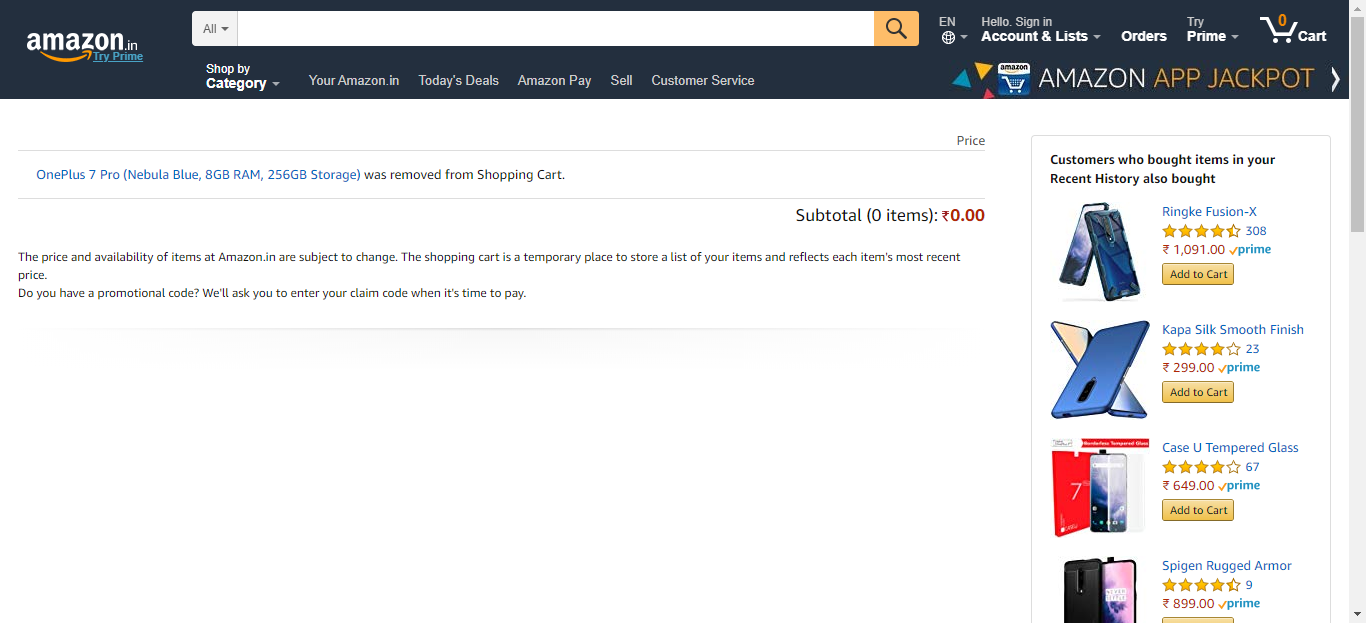 amazon.in
Try Prime
All
EN
Hello. Sign in
Account & Lists
Orders
Try
Prime
0
Cart
Shop by
Category
Your Amazon.in
Today's Deals
Amazon Pay
Sell
Customer Service
amazon
AMAZON APP JACKPOT
Price
OnePlus 7 Pro (Nebula Blue, 8GB RAM, 256GB Storage) was removed from Shopping Cart.
Subtotal (0 items): ₹0.00
The price and availability of items at Amazon.in are subject to change. The shopping cart is a temporary place to store a list of your items and reflects each item's most recent
price.
Do you have a promotional code? We'll ask you to enter your claim code when it's time to pay.
Customers who bought items in your
Recent History also bought
Ringke Fusion-X
308
₹ 1,091.00 prime
Add to Cart
Kapa Silk Smooth Finish
23
₹ 299.00 prime
Add to Cart
Borderless Tempered Glass
7
Case U Tempered Glass
67
₹ 649.00 prime
Add to Cart
Spigen Rugged Armor
9
₹ 899.00 prime